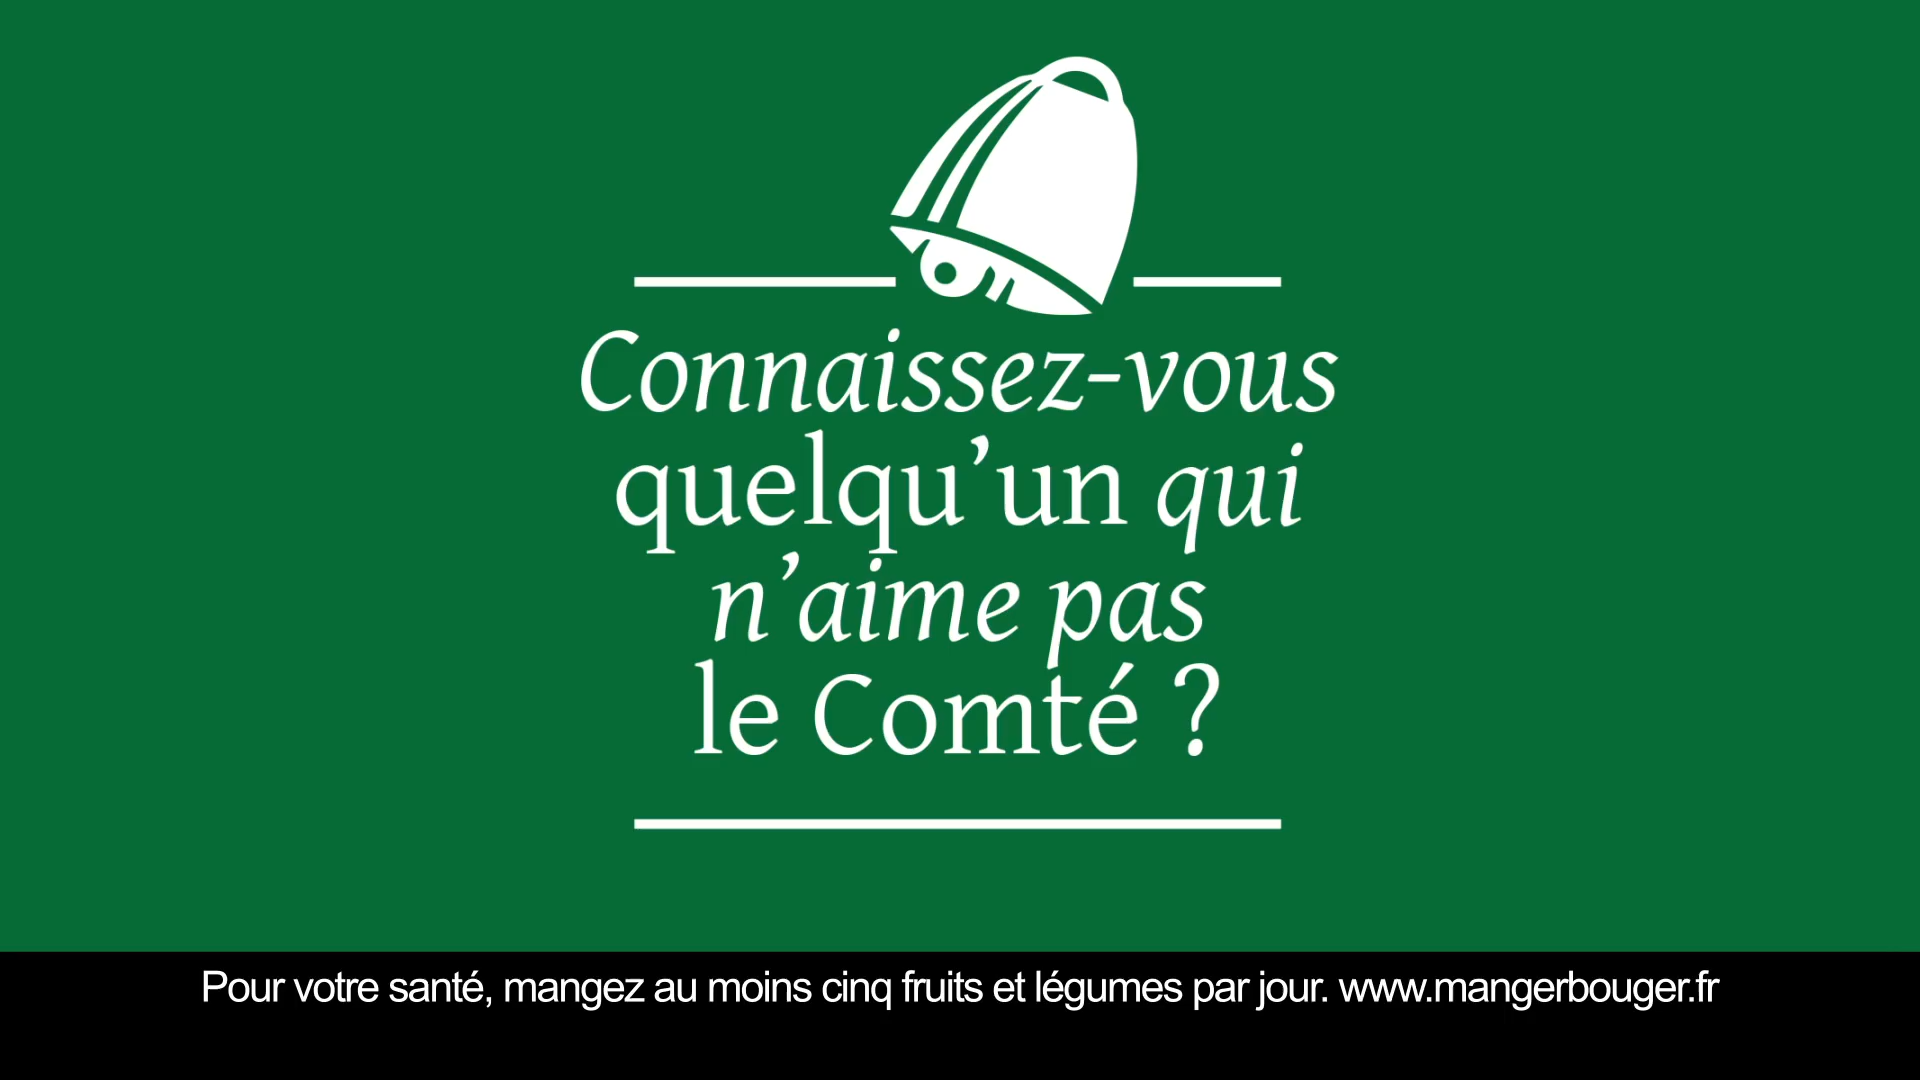 Connaissez-vous
quelqu’un qui
n’aime pas
le Comté ?
Pour votre santé, mangez au moins cinq fruits et légumes par jour. www.mangerbouger.fr